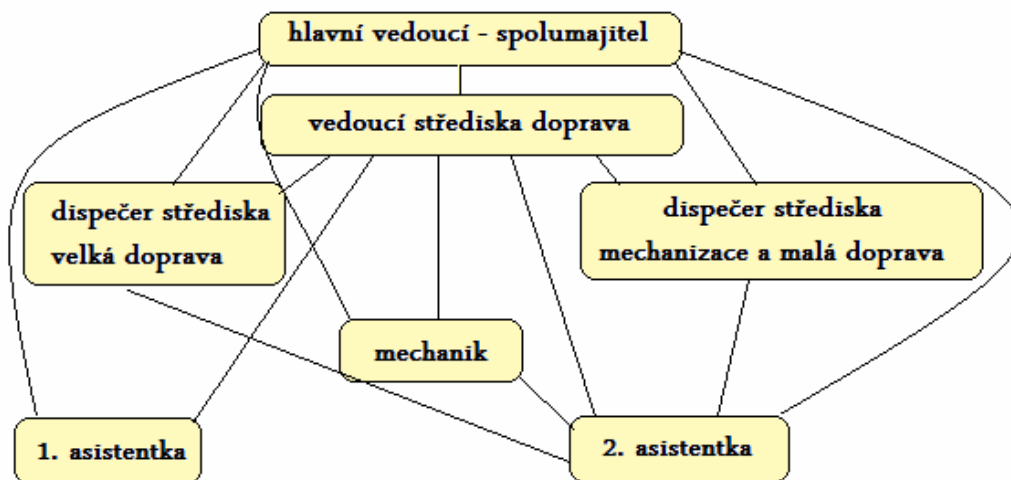 hlavní vedoucí - spolumajitel
vedoucí střediska doprava
dispečer střediska
velká doprava
dispečer střediska
mechanizace a malá doprava
mechanik
1. asistentka
2. asistentka